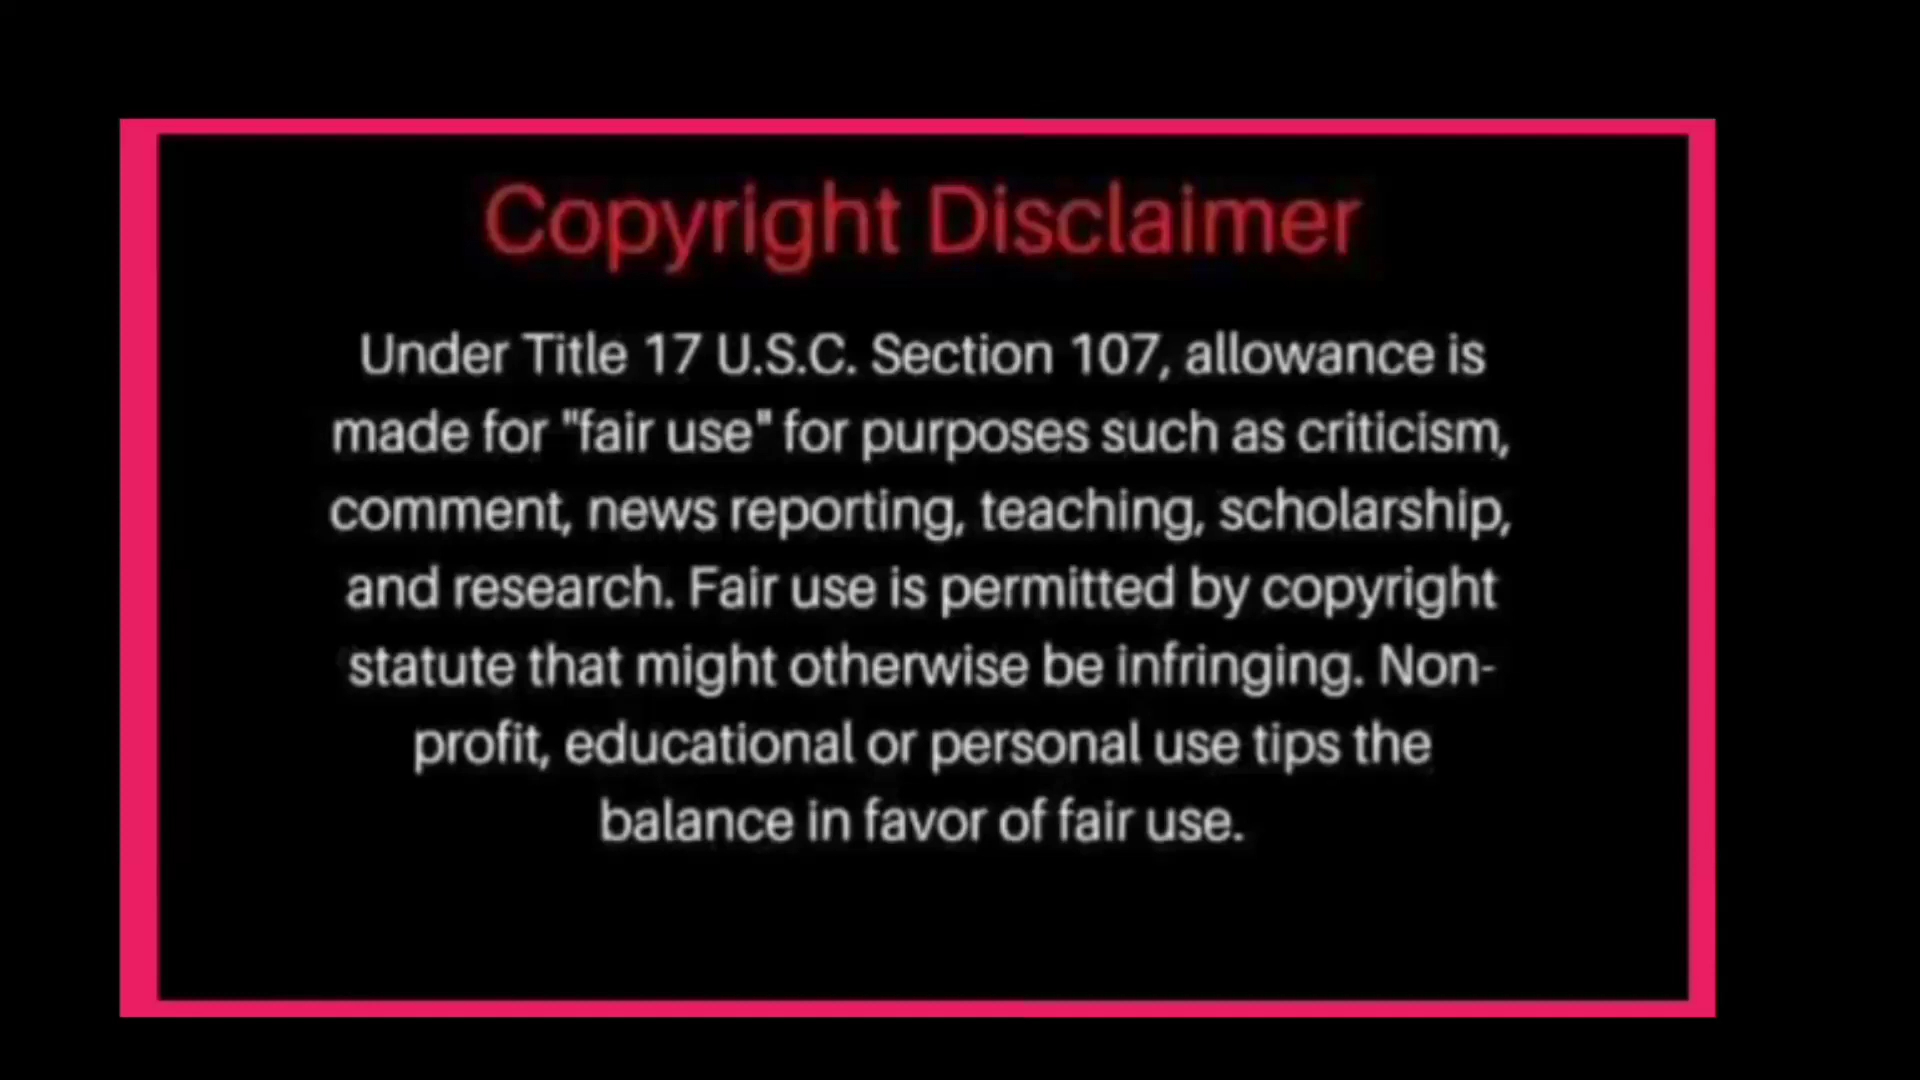 Copyright Disclaimer
Under Title 17 U.S.C. Section 107, allowance is
made for "fair use" for purposes such as criticism,
comment, news reporting, teaching, scholarship,
and research. Fair use is permitted by copyright
statute that might otherwise be infringing. Non-
profit, educational or personal use tips the
balance in favor of fair use.